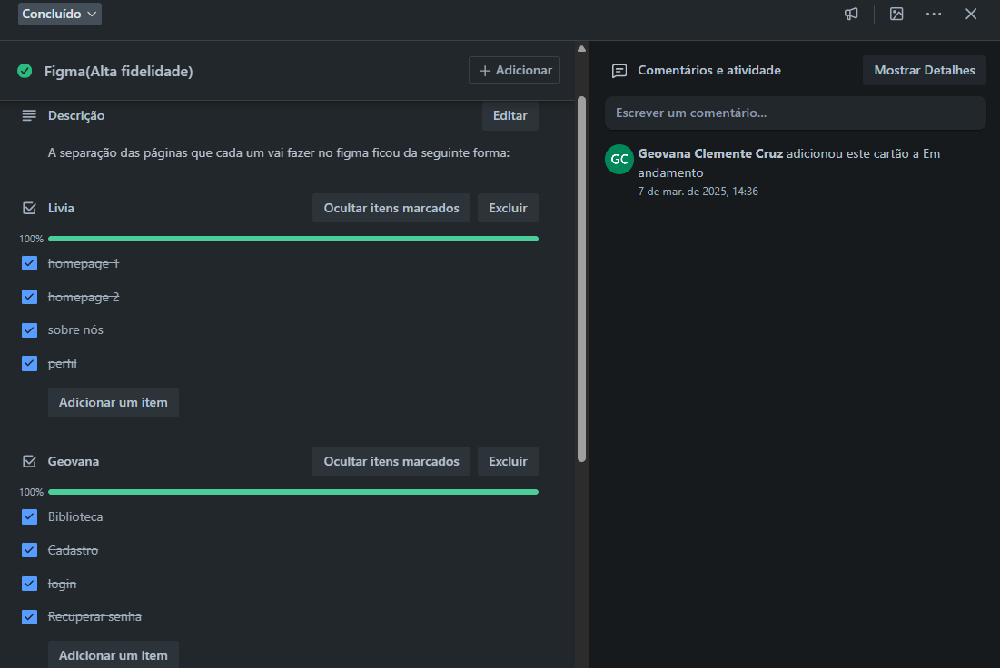 Concluído
Figma(Alta fidelidade)
Adicionar
Descrição
Editar
A separação das páginas que cada um vai fazer no figma ficou da seguinte forma:
Livia
Ocultar itens marcados
Excluir
100%
homepage 1
homepage 2
sobre nós
perfil
Adicionar um item
Geovana
Ocultar itens marcados
Excluir
100%
Biblioteca
Cadastro
login
Recuperar senha
Adicionar um item
Comentários e atividade
Mostrar Detalhes
Escrever um comentário...
GC
Geovana Clemente Cruz adicionou este cartão a Em
andamento
7 de mar. de 2025, 14:36